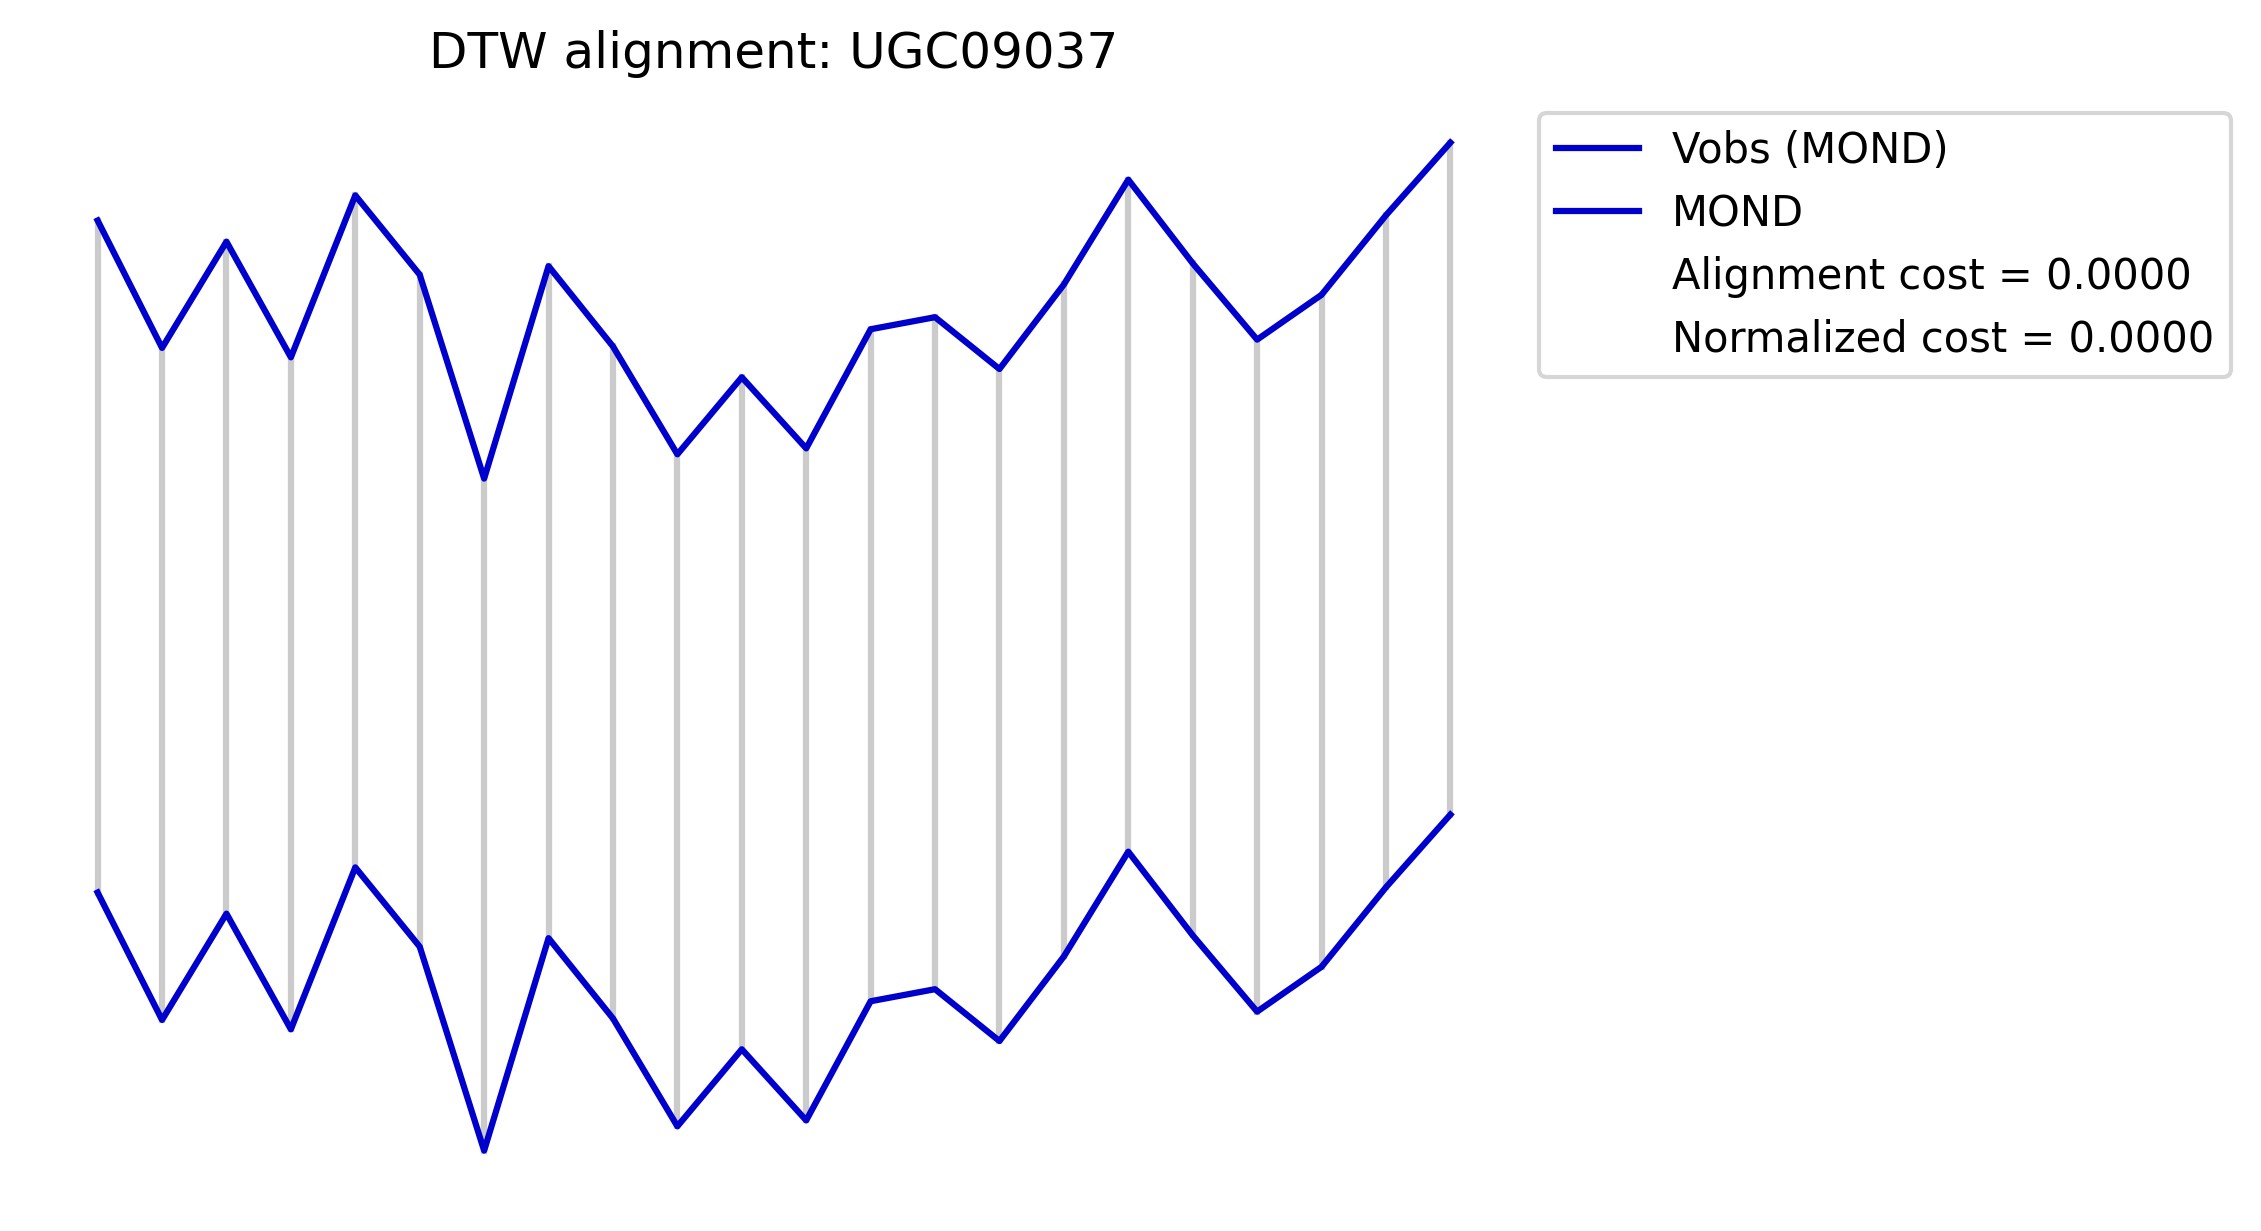 DTW alignment: UGC09037
Vobs (MOND)
MOND
Alignment cost = 0.0000
Normalized cost = 0.0000